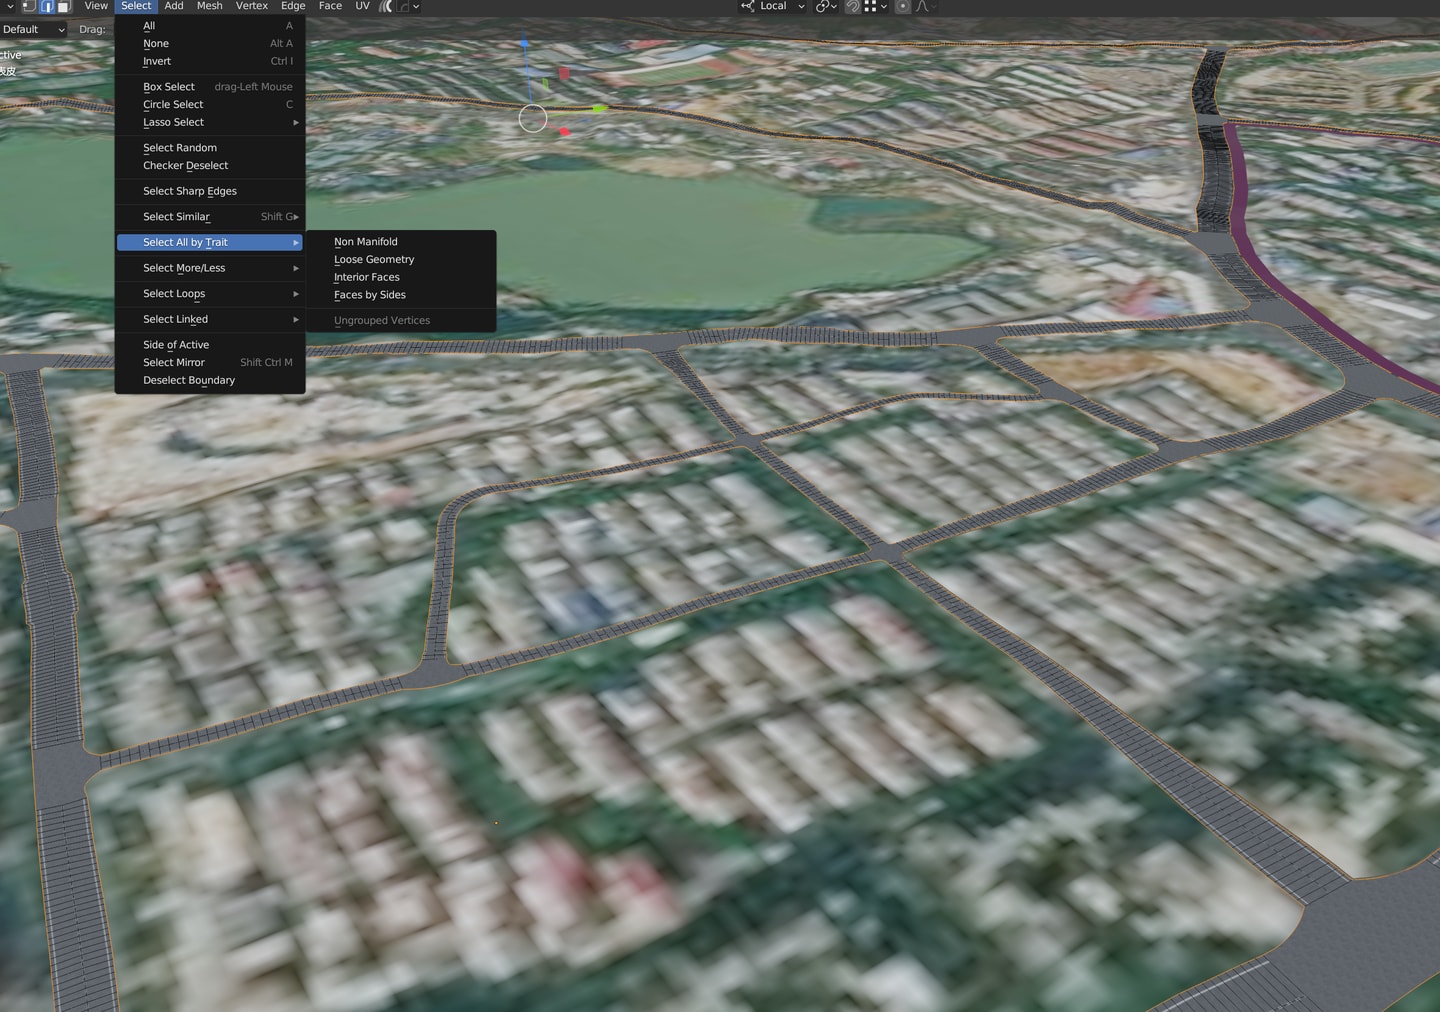 View Select Add Mesh Vertex Edge Face UV Local
Default Drag:
ctive
表皮
All A
None Alt A
Invert Ctrl I
Box Select drag-Left Mouse
Circle Select C
Lasso Select
Select Random
Checker Deselect
Select Sharp Edges
Select Similar Shift G
Select All by Trait
Select More/Less
Select Loops
Select Linked
Side of Active
Select Mirror Shift Ctrl M
Deselect Boundary
Non Manifold
Loose Geometry
Interior Faces
Faces by Sides
Ungrouped Vertices